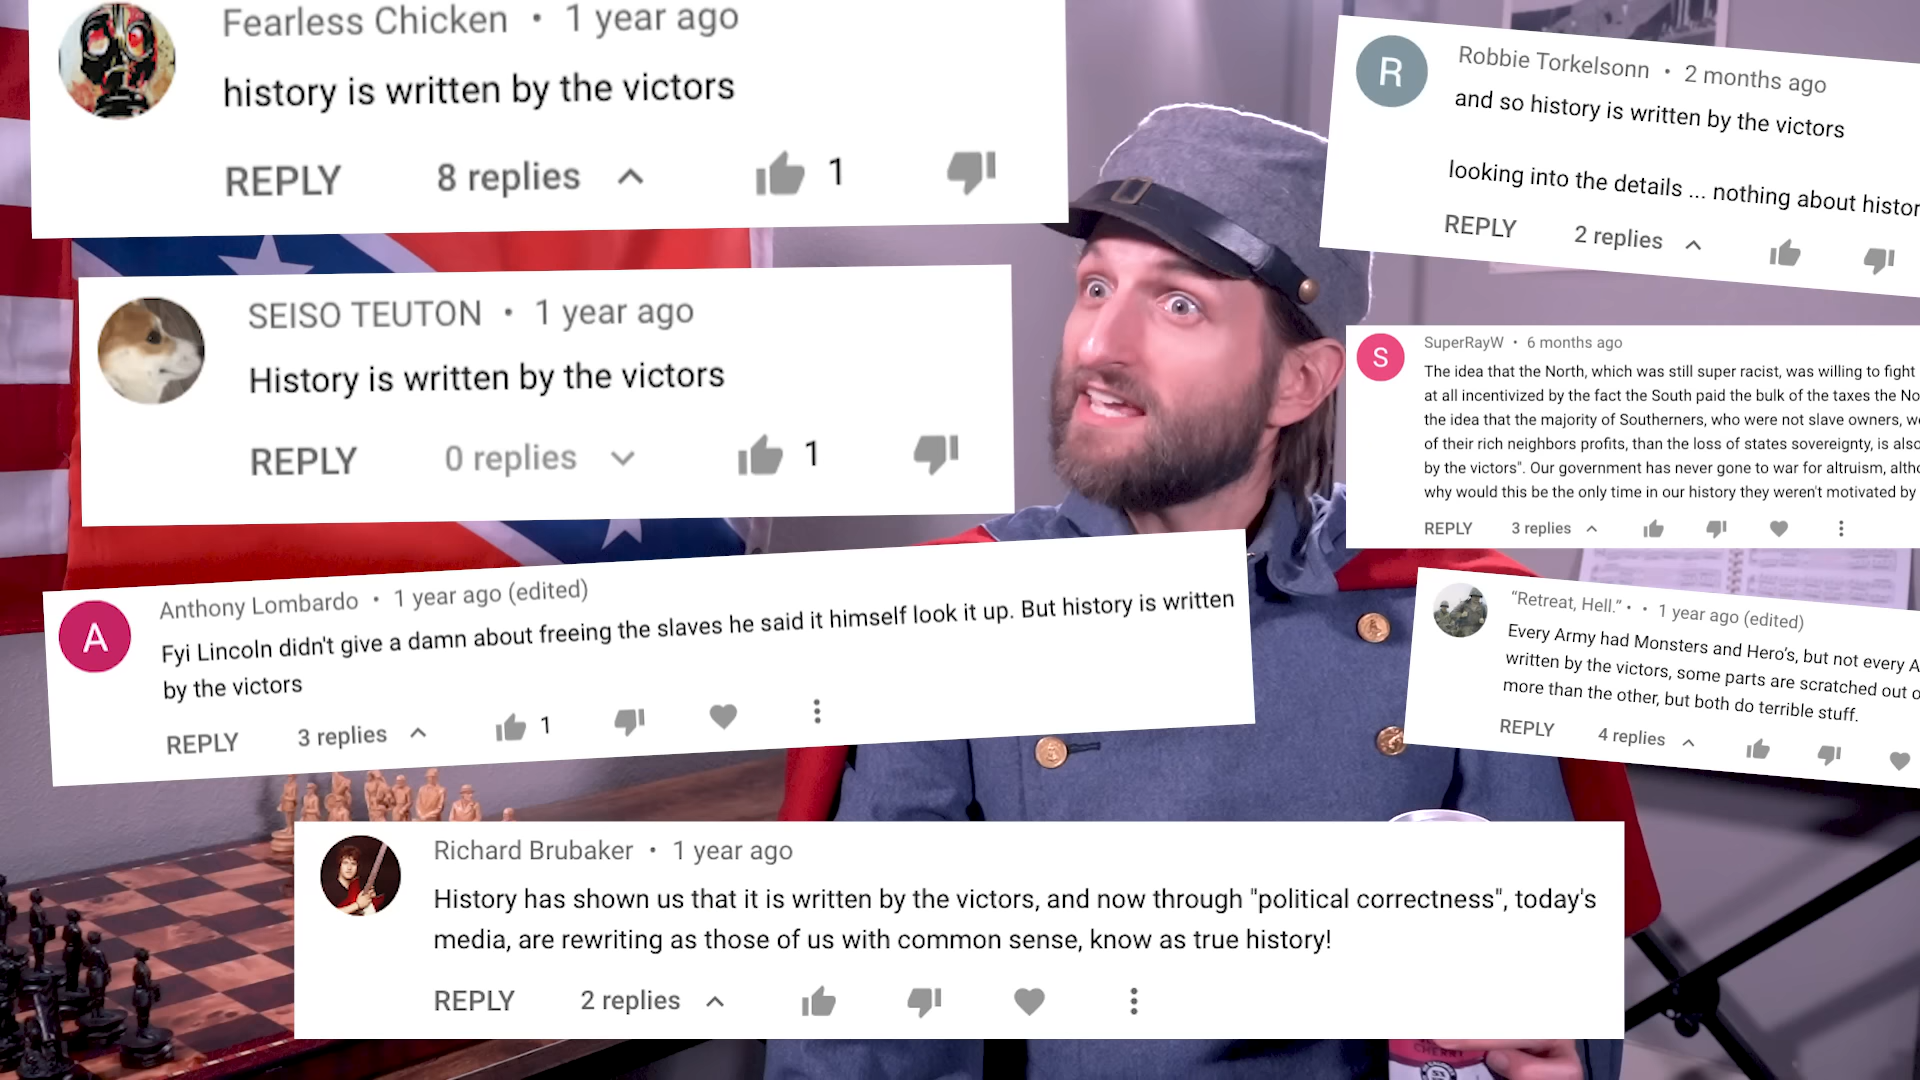 Fearless Chicken • 1 year ago
history is written by the victors
REPLY 8 replies 1
SEISO TEUTON • 1 year ago
History is written by the victors
REPLY 0 replies 1
A
Anthony Lombardo • 1 year ago (edited)
Fyi Lincoln didn't give a damn about freeing the slaves he said it himself look it up. But history is written
by the victors
REPLY 3 replies 1
Richard Brubaker • 1 year ago
History has shown us that it is written by the victors, and now through "political correctness", today's
media, are rewriting as those of us with common sense, know as true history!
REPLY 2 replies
R
Robbie Torkelsonn • 2 months ago
and so history is written by the victors
looking into the details ... nothing about histor
REPLY 2 replies
S
SuperRayW • 6 months ago
The idea that the North, which was still super racist, was willing to fight
at all incentivized by the fact the South paid the bulk of the taxes the No
the idea that the majority of Southerners, who were not slave owners, we
of their rich neighbors profits, than the loss of states sovereignty, is also
by the victors". Our government has never gone to war for altruism, altho
why would this be the only time in our history they weren't motivated by
REPLY 3 replies
"Retreat, Hell." • • 1 year ago (edited)
Every Army had Monsters and Hero's, but not every A
written by the victors, some parts are scratched out o
more than the other, but both do terrible stuff.
REPLY 4 replies
CHERRY